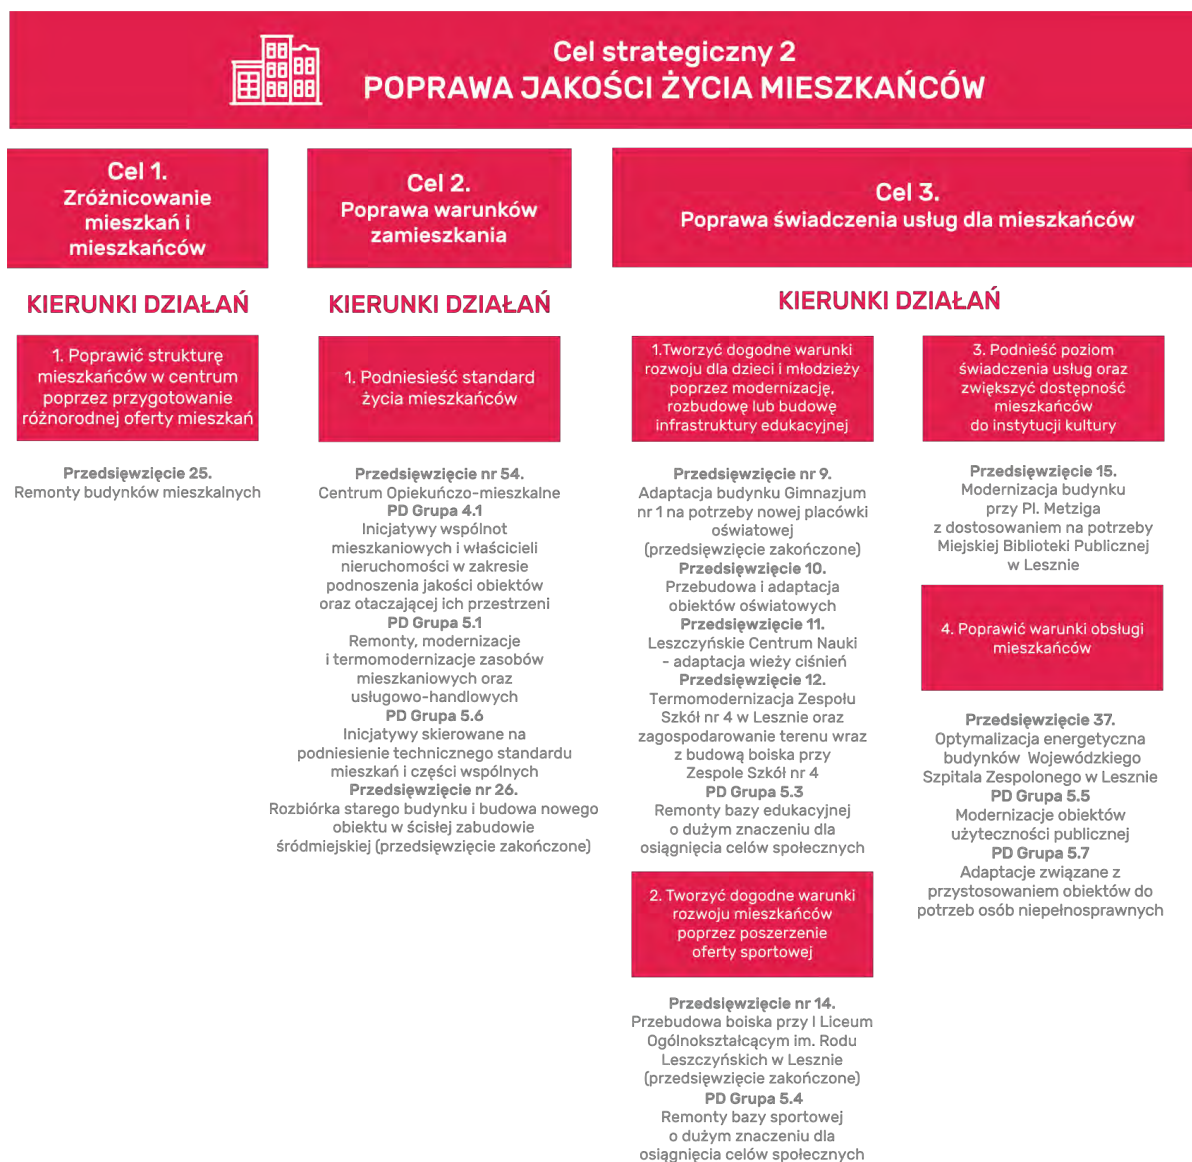 Cel strategiczny 2
POPRAWA JAKOŚCI ŻYCIA MIESZKAŃCÓW
Cel 1.
Zróżnicowanie
mieszkań i
mieszkańców
KIERUNKI DZIAŁAŃ
1. Poprawić strukturę
mieszkańców w centrum
poprzez przygotowanie
różnorodnej oferty mieszkań
Przedsięwzięcie 25.
Remonty budynków mieszkalnych
Cel 2.
Poprawa warunków
zamieszkania
KIERUNKI DZIAŁAŃ
1. Podniesieść standard
życia mieszkańców
Przedsięwzięcie nr 54.
Centrum Opiekuńczo-mieszkalne
PD Grupa 4.1
Inicjatywy wspólnot
mieszkaniowych i właścicieli
nieruchomości w zakresie
podnoszenia jakości obiektów
oraz otaczającej ich przestrzeni
PD Grupa 5.1
Remonty, modernizacje
i termomodernizacje zasobów
mieszkaniowych oraz
usługowo-handlowych
PD Grupa 5.6
Inicjatywy skierowane na
podniesienie technicznego standardu
mieszkań i części wspólnych
Przedsięwzięcie nr 26.
Rozbiórka starego budynku i budowa nowego
obiektu w ścisłej zabudowie
śródmiejskiej (przedsięwzięcie zakończone)
Cel 3.
Poprawa świadczenia usług dla mieszkańców
KIERUNKI DZIAŁAŃ
1.Tworzyć dogodne warunki
rozwoju dla dzieci i młodzieży
poprzez modernizację,
rozbudowę lub budowę
infrastruktury edukacyjnej
Przedsięwzięcie nr 9.
Adaptacja budynku Gimnazjum
nr 1 na potrzeby nowej placówki
oświatowej
(przedsięwzięcie zakończone)
Przedsięwzięcie 10.
Przebudowa i adaptacja
obiektów oświatowych
Przedsięwzięcie 11.
Leszczyńskie Centrum Nauki
- adaptacja wieży ciśnień
Przedsięwzięcie 12.
Termomodernizacja Zespołu
Szkół nr 4 w Lesznie oraz
zagospodarowanie terenu wraz
z budową boiska przy
Zespole Szkół nr 4
PD Grupa 5.3
Remonty bazy edukacyjnej
o dużym znaczeniu dla
osiągnięcia celów społecznych
2. Tworzyć dogodne warunki
rozwoju mieszkańców
poprzez poszerzenie
oferty sportowej
Przedsięwzięcie nr 14.
Przebudowa boiska przy I Liceum
Ogólnokształcącym im. Rodu
Leszczyńskich w Lesznie
(przedsięwzięcie zakończone)
PD Grupa 5.4
Remonty bazy sportowej
o dużym znaczeniu dla
osiągnięcia celów społecznych
3. Podnieść poziom
świadczenia usług oraz
zwiększyć dostępność
mieszkańców
do instytucji kultury
Przedsięwzięcie 15.
Modernizacja budynku
przy Pl. Metziga
z dostosowaniem na potrzeby
Miejskiej Biblioteki Publicznej
w Lesznie
4. Poprawić warunki obsługi
mieszkańców
Przedsięwzięcie 37.
Optymalizacja energetyczna
budynków Wojewódzkiego
Szpitala Zespolonego w Lesznie
PD Grupa 5.5
Modernizacje obiektów
użyteczności publicznej
PD Grupa 5.7
Adaptacje związane z
przystosowaniem obiektów do
potrzeb osób niepełnosprawnych